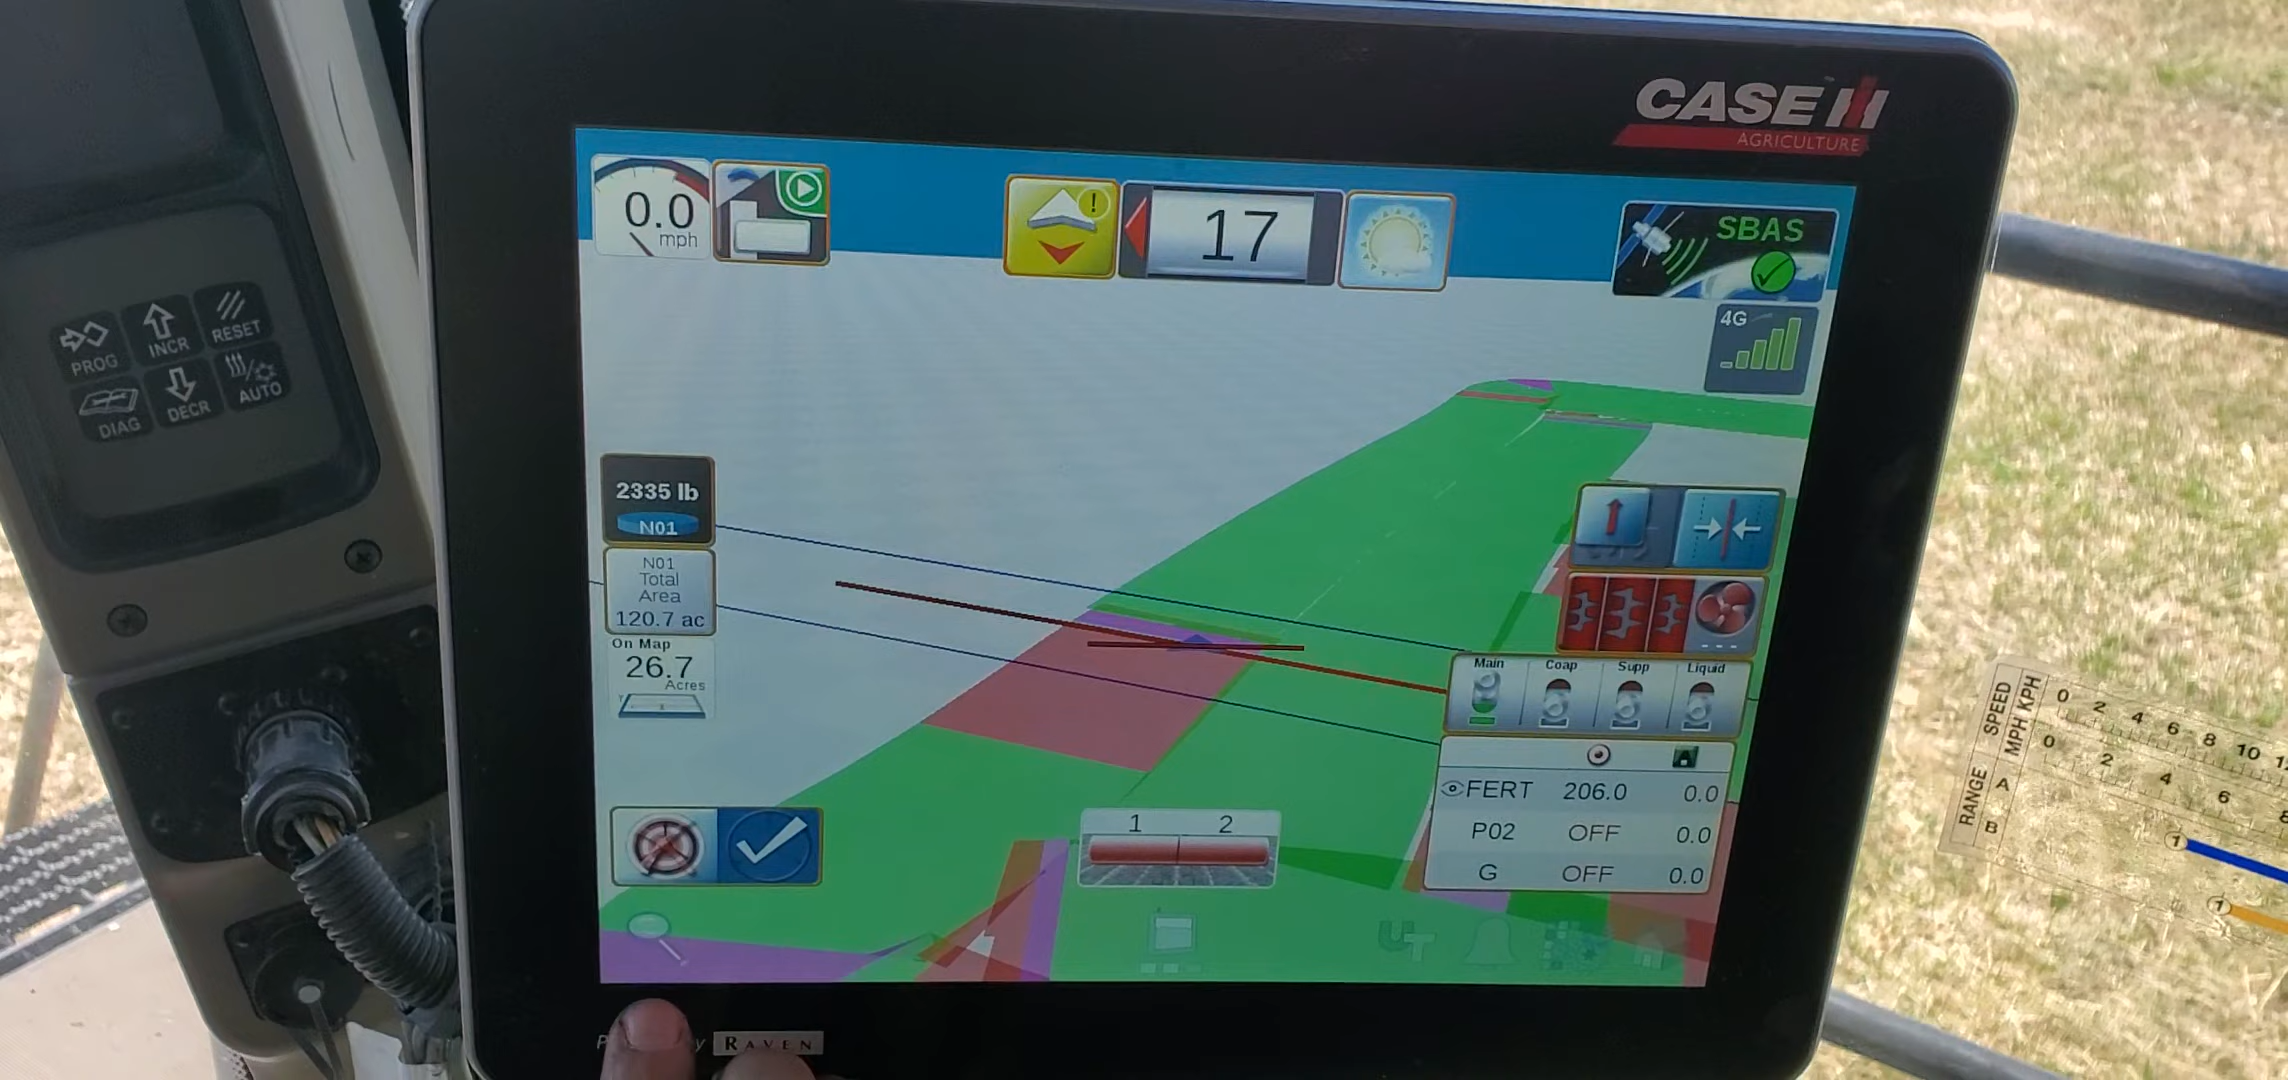 CASE IH
AGRICULTURE
0.0
mph
!
17
SBAS
4G
PROG
INCR
RESET
DIAG
DECR
AUTO
2335 lb
N01
N01
Total
Area
120.7 ac
On Map
26.7
Acres
Main Coap Supp Liquid
FERT 206.0 0.0
P02 OFF 0.0
G OFF 0.0
1 2
UT
RAVEN
SPEED
MPH KPH
RANGE
A
B
0 2 4 6 8 10
0 2 4 6
1
1